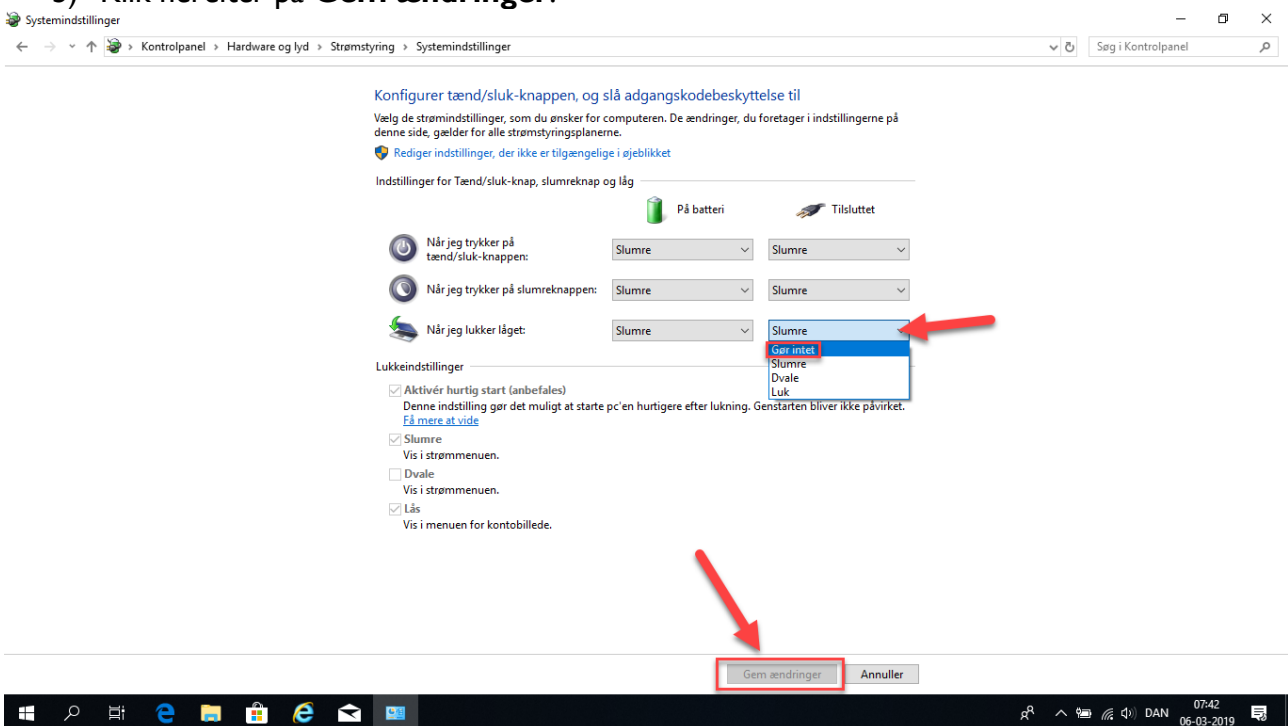 Gem ændringer.
Systemindstillinger
Kontrolpanel > Hardware og lyd > Strømstyring > Systemindstillinger
Søg i Kontrolpanel
Konfigurer tænd/sluk-knappen, og slå adgangskodebeskyttelse til
Vælg de strømindstillinger, som du ønsker for computeren. De ændringer, du foretager i indstillingerne på
denne side, gælder for alle strømstyringsplanerne.
Rediger indstillinger, der ikke er tilgængelige i øjeblikket
Indstillinger for Tænd/sluk-knap, slumreknap og låg
På batteri Tilsluttet
Når jeg trykker på
tænd/sluk-knappen: Slumre Slumre
Når jeg trykker på slumreknappen: Slumre Slumre
Når jeg lukker låget: Slumre Slumre
Gør intet
Slumre
Dvale
Luk
Lukkeindstillinger
Aktivér hurtig start (anbefales)
Denne indstilling gør det muligt at starte pc'en hurtigere efter lukning. Genstarten bliver ikke påvirket.
Få mere at vide
Slumre
Vis i strømmenuen.
Dvale
Vis i strømmenuen.
Lås
Vis i menuen for kontobillede.
Gem ændringer Annuller
DAN
07:42
06-03-2019